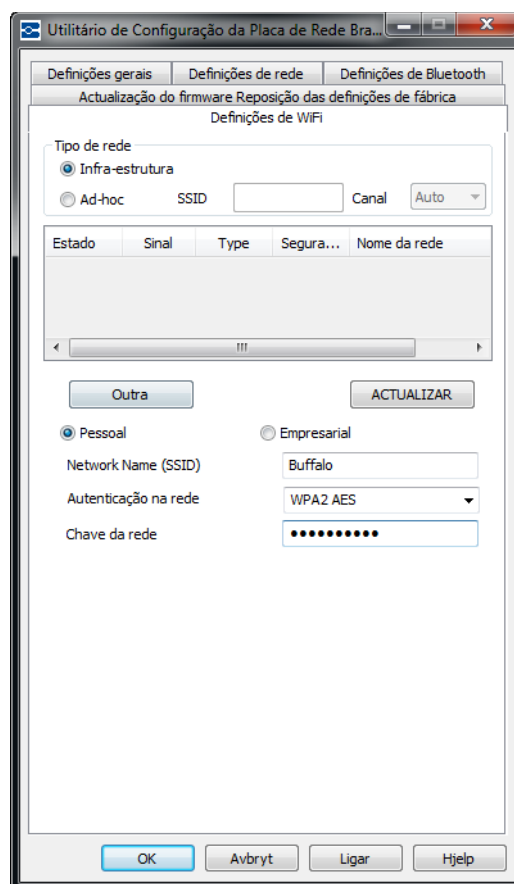 Utilitário de Configuração da Placa de Rede Bra...
Definições gerais Definições de rede Definições de Bluetooth
Actualização do firmware Reposição das definições de fábrica
Definições de WiFi
Tipo de rede
Infra-estrutura
Ad-hoc SSID Canal Auto
Estado Sinal Type Segura... Nome da rede
Outra ACTUALIZAR
Pessoal Empresarial
Network Name (SSID) Buffalo
Autenticação na rede WPA2 AES
Chave da rede ●●●●●●●●●●
OK Avbryt Ligar Hjelp